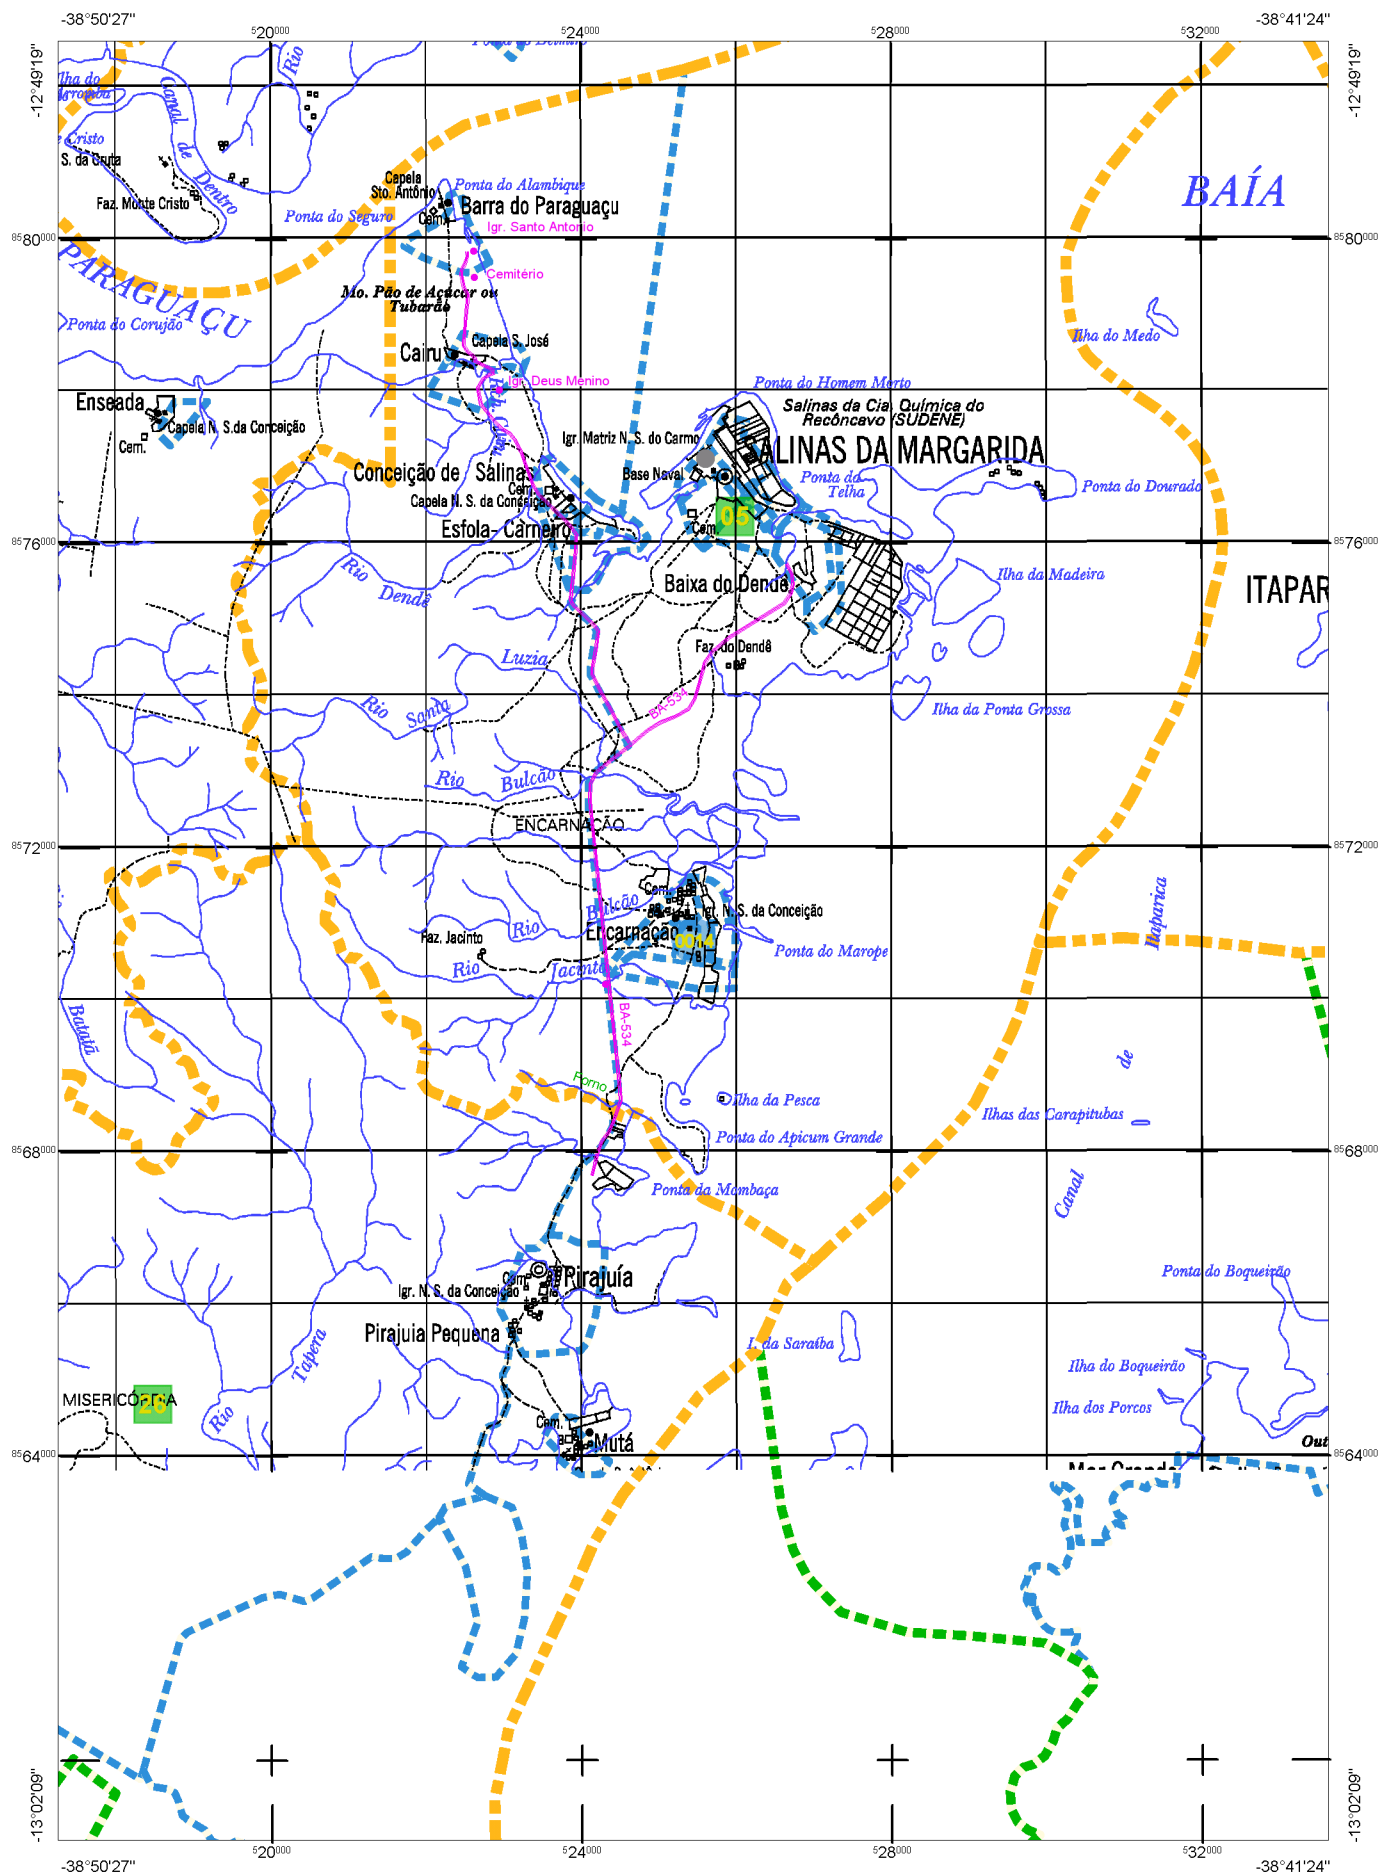 -38°50'27"
-38°41'24"
520000
524000
528000
532000
-12°49'19"
-12°49'19"
Rio
Ilha do
Canal de Dentro
e Cristo
S. da Gruta
Faz. Monte Cristo
Capela
Sto. Antônio
Ponta do Alambique
Cem.
Barra do Paraguaçu
Ponta do Seguro
Igr. Santo Antonio
BAÍA
8580000
8580000
PARAGUAÇU
Cemitério
Mo. Pão de Açúcar ou
Tubarão
Ponta do Corujão
Ilha do Medo
Capela S. José
Cairu
Igr. Deus Menino
Ponta do Homem Morto
Enseada
Salinas da Cia. Química do
Recôncavo (SUDENE)
Capela N. S. da Conceição
Cem.
Igr. Matriz N. S. do Carmo
SALINAS DA MARGARIDA
Conceição de Salinas
Base Naval
Ponta da
Telha
Ponta do Dourado
Cem.
Capela N. S. da Conceição
05
Esfola-Carneiro
Cem.
8576000
8576000
Rio
Dendê
Baixa do Dendê
Ilha da Madeira
ITAPAR
Luzia
Faz. do Dendê
Rio
Santa
BA-534
Ilha da Ponta Grossa
Rio
Bulcão
ENCARNAÇÃO
8572000
8572000
Cem.
Bulcão
Igr. N. S. da Conceição
Itaparica
Rio
Faz. Jacinto
Encarnação
0014
Ponta do Marope
Rio
Jacinto
Batatã
BA-534
de
Forno
Ilha da Pesca
Ilhas das Carapitubas
Ponta do Apicum Grande
8568000
8568000
Ponta da Mombaça
Canal
Cem.
Pirajuía
Ponta do Boqueirão
Igr. N. S. da Conceição
Pirajuia Pequena
I. da Saraíba
Tapera
Ilha do Boqueirão
MISERICÓRDIA
26
Rio
Ilha dos Porcos
Cem.
Mutá
Out
8564000
8564000
Mar Grande
-13°02'09"
-13°02'09"
520000
524000
528000
532000
-38°50'27"
-38°41'24"